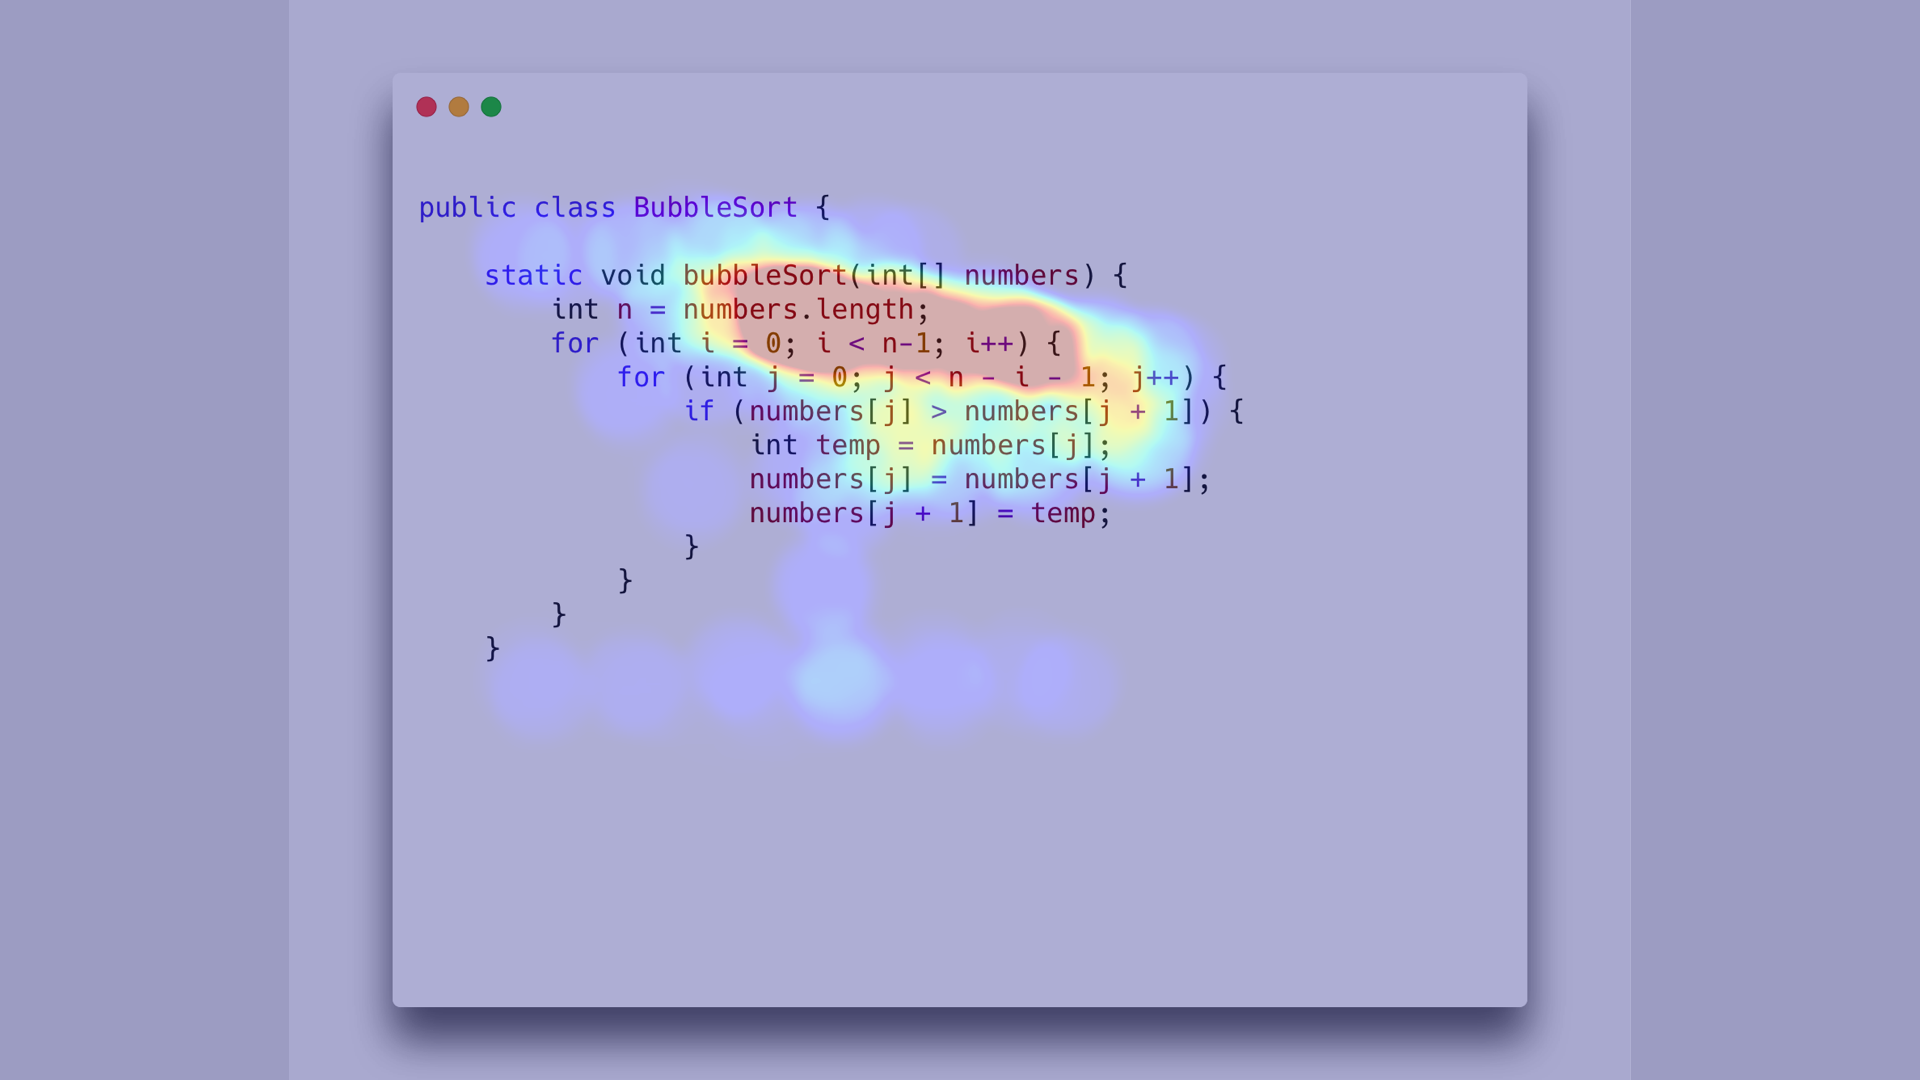 public class BubbleSort {
static void bubbleSort(int[] numbers) {
int n = numbers.length;
for (int i = 0; i < n-1; i++) {
for (int j = 0; j < n - i - 1; j++) {
if (numbers[j] > numbers[j + 1]) {
int temp = numbers[j];
numbers[j] = numbers[j + 1];
numbers[j + 1] = temp;
}
}
}
}